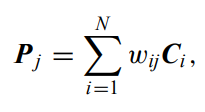 P_j = \sum_{i=1}^{N} w_{ij} C_i,